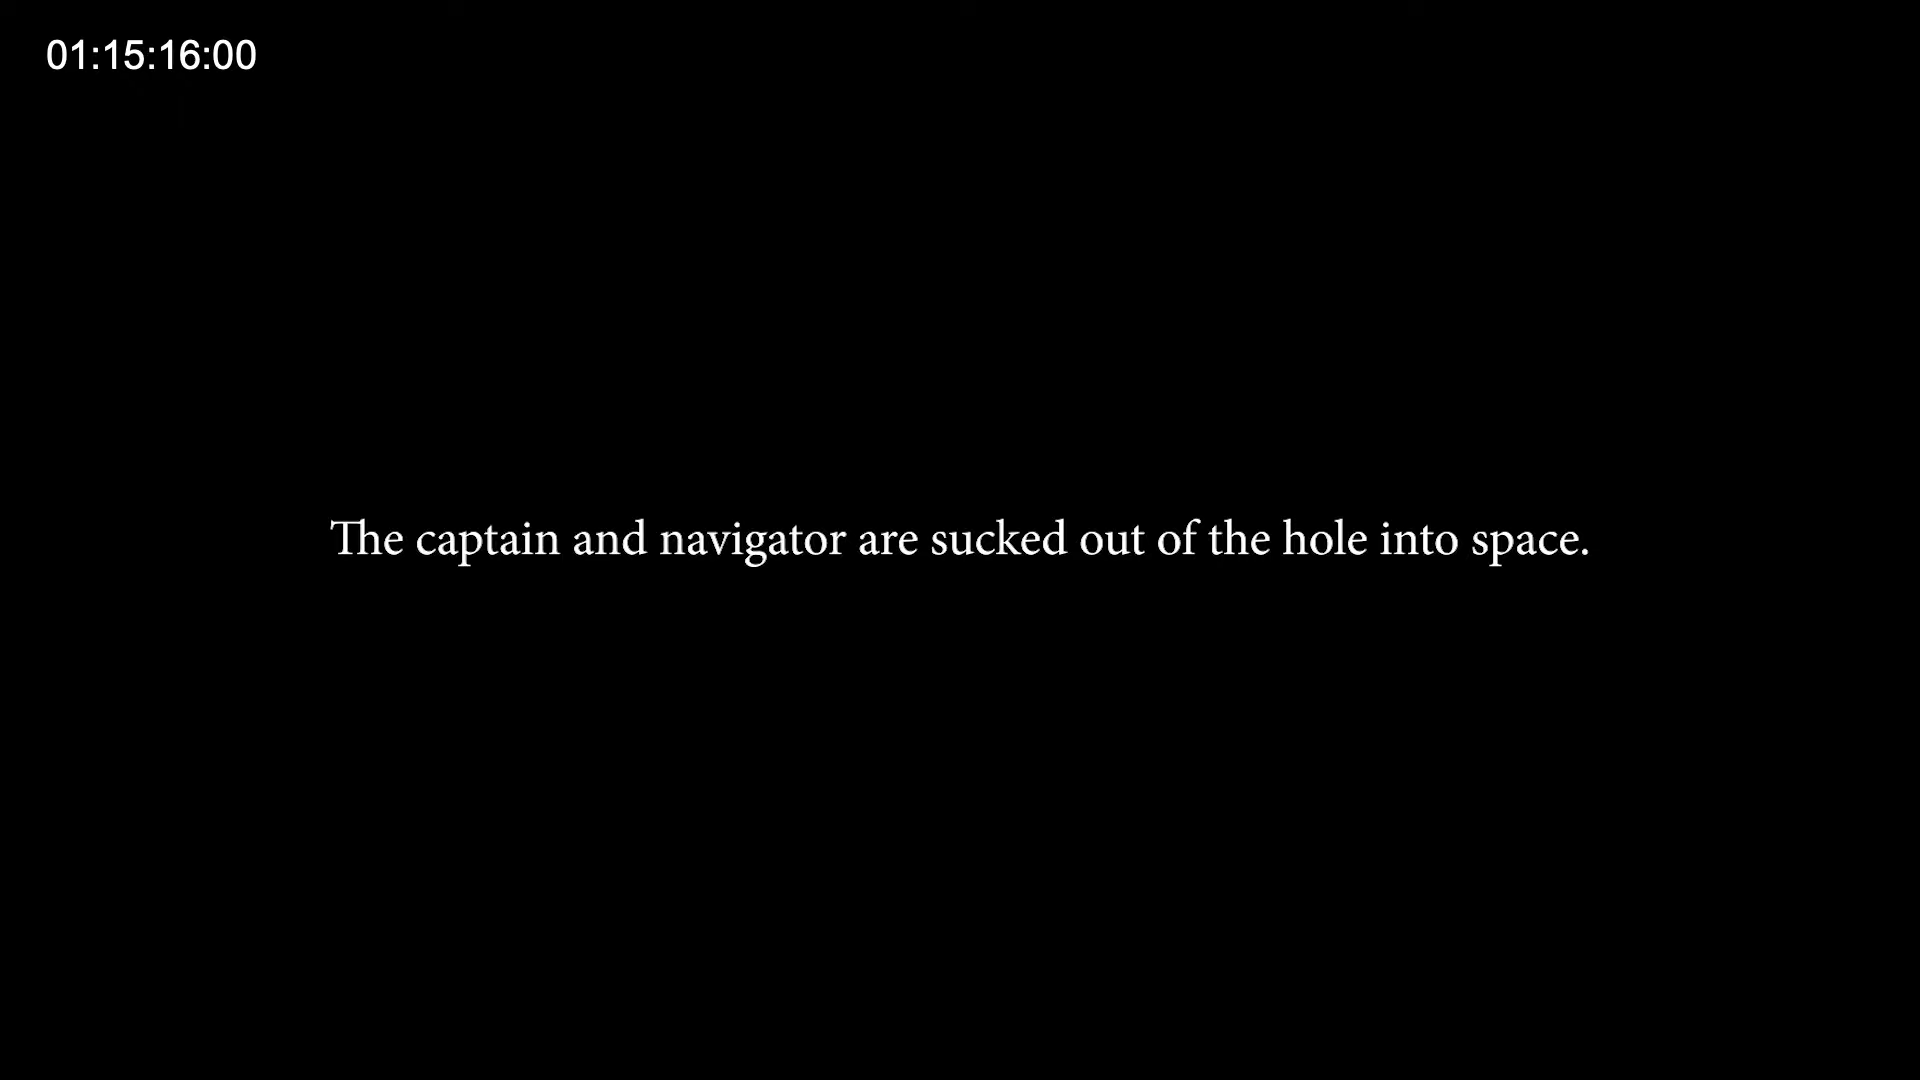 01:15:16:00
The captain and navigator are sucked out of the hole into space.